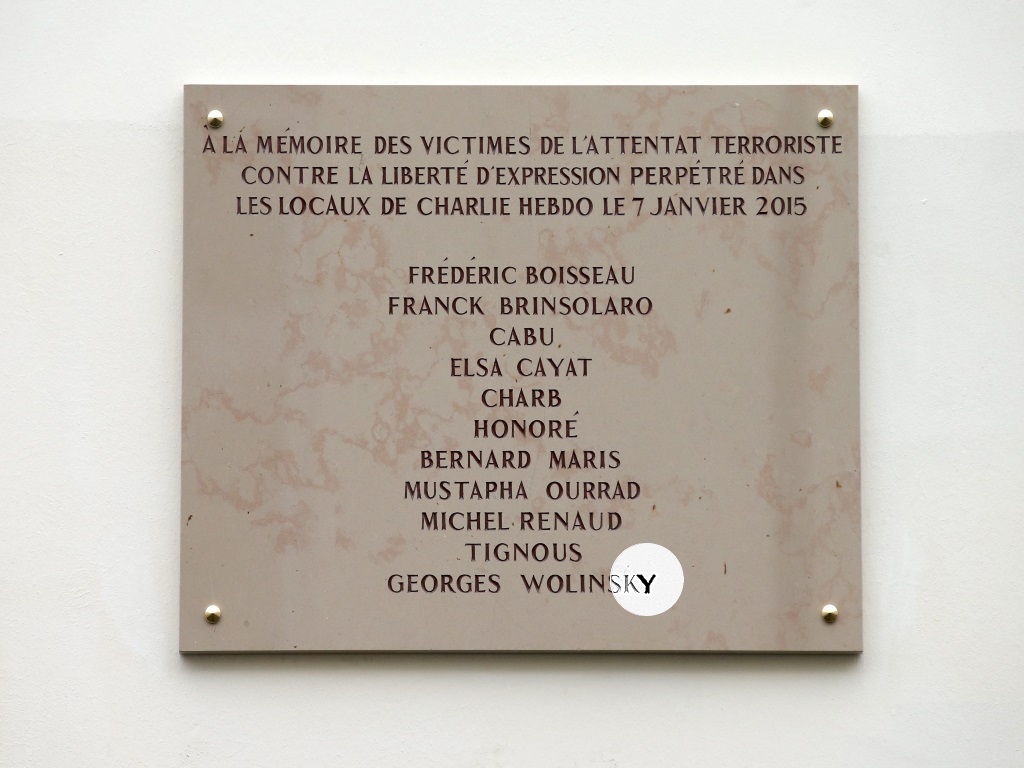 À LA MÉMOIRE DES VICTIMES DE L'ATTENTAT TERRORISTE
CONTRE LA LIBERTÉ D'EXPRESSION PERPÉTRÉ DANS
LES LOCAUX DE CHARLIE HEBDO LE 7 JANVIER 2015
FRÉDÉRIC BOISSEAU
FRANCK BRINSOLARO
CABU
ELSA CAYAT
CHARB
HONORÉ
BERNARD MARIS
MUSTAPHA OURRAD
MICHEL RENAUD
TIGNOUS
GEORGES WOLINSKY